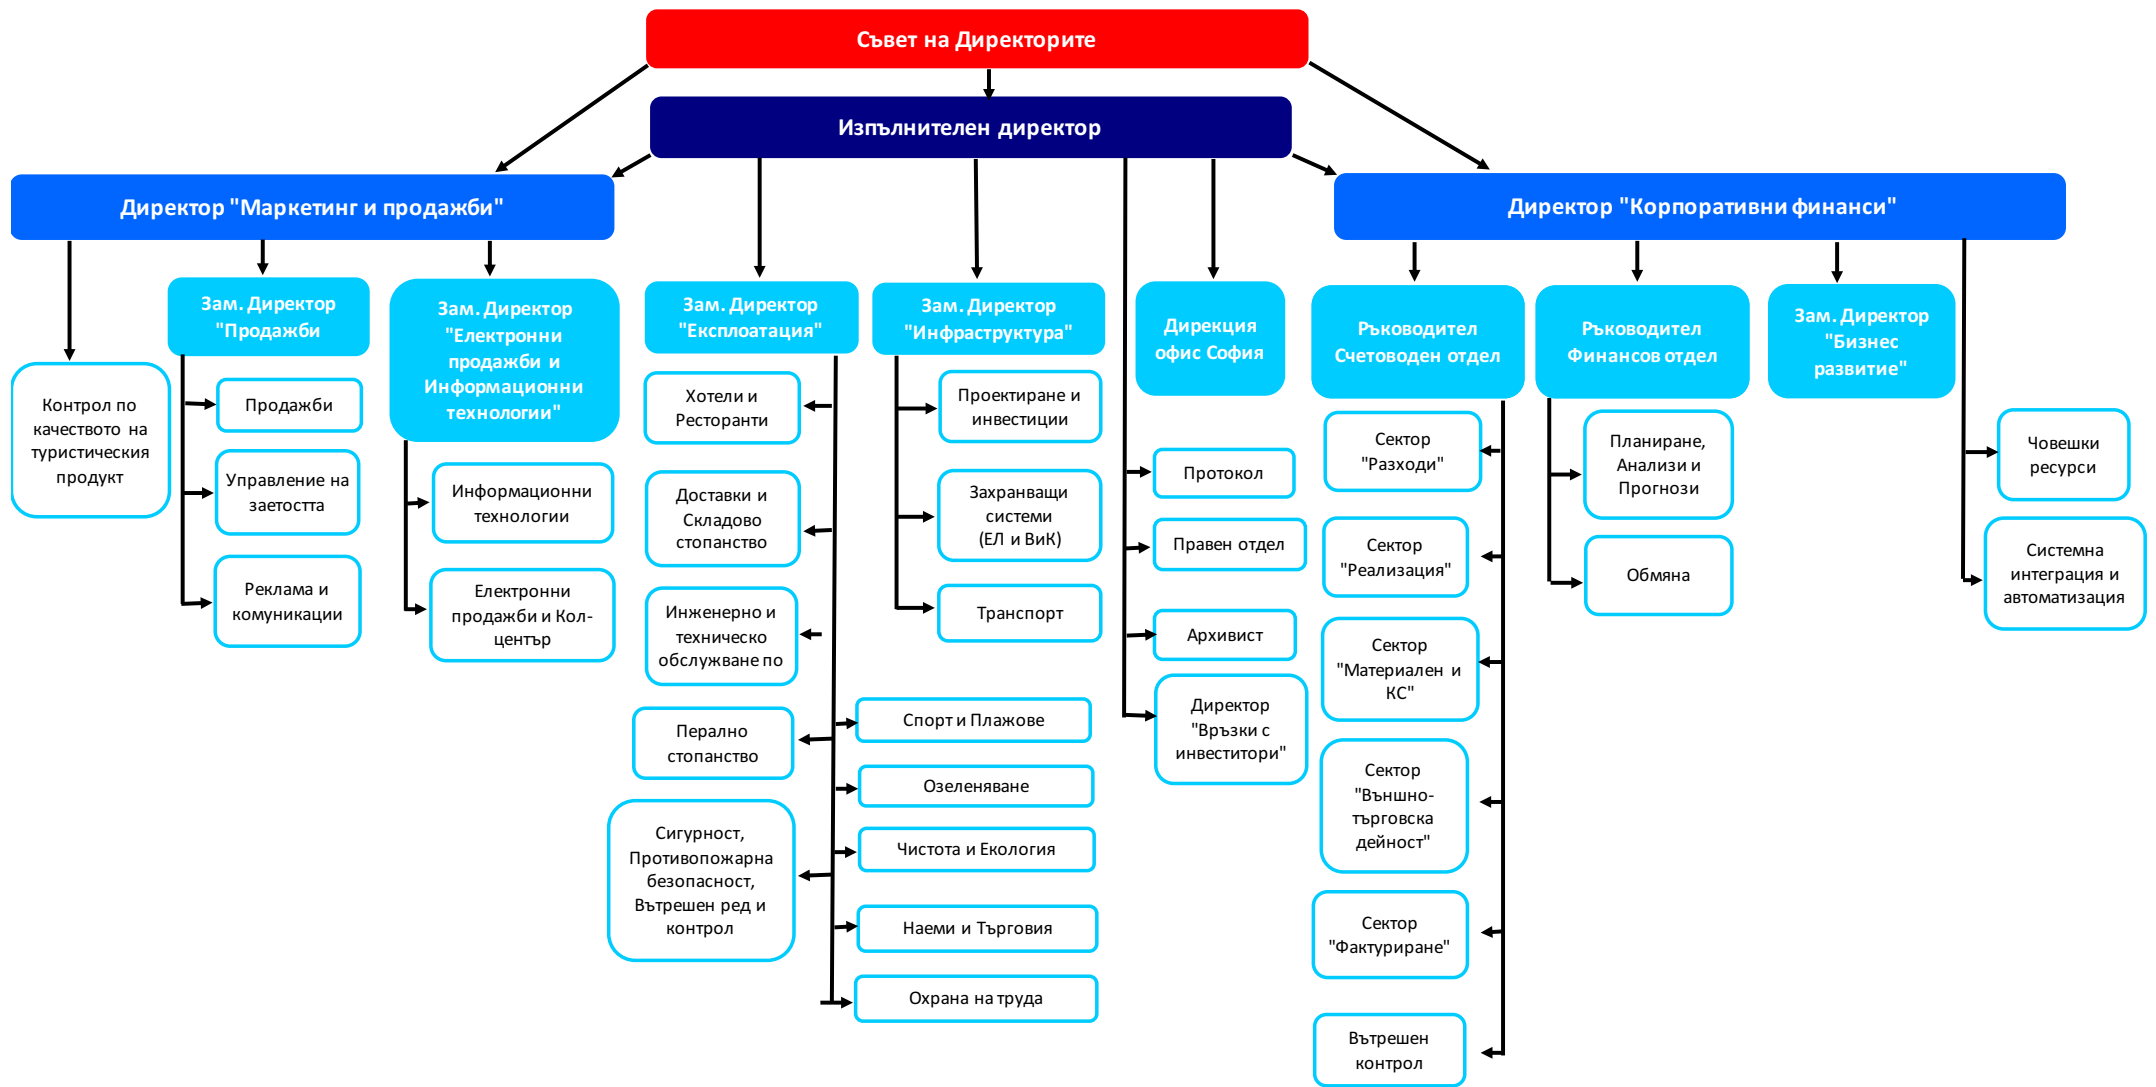 Съвет на Директорите
Изпълнителен директор
Директор "Маркетинг и продажби"
Директор "Корпоративни финанси"
Зам. Директор
"Продажби
Зам. Директор
"Електронни
продажби и
Информационни
технологии"
Зам. Директор
"Експлоатация"
Зам. Директор
"Инфраструктура"
Дирекция
офис София
Ръководител
Счетоводен отдел
Ръководител
Финансов отдел
Зам. Директор
"Бизнес
развитие"
Контрол по
качеството на
туристическия
продукт
Продажби
Управление на
заетостта
Реклама и
комуникации
Информационни
технологии
Електронни
продажби и Кол-
център
Хотели и
Ресторанти
Доставки и
Складово
стопанство
Инженерно и
техническо
обслужване по
Перално
стопанство
Сигурност,
Противопожарна
безопасност,
Вътрешен ред и
контрол
Проектиране и
инвестиции
Захранващи
системи
(ЕЛ и ВиК)
Транспорт
Спорт и Плажове
Озеленяване
Чистота и Екология
Наеми и Търговия
Охрана на труда
Протокол
Правен отдел
Архивист
Директор
"Връзки с
инвеститори"
Сектор
"Разходи"
Сектор
"Реализация"
Сектор
"Материален и
КС"
Сектор
"Външно-
търговска
дейност"
Сектор
"Фактуриране"
Вътрешен
контрол
Планиране,
Анализи и
Прогнози
Обмяна
Човешки
ресурси
Системна
интеграция и
автоматизация